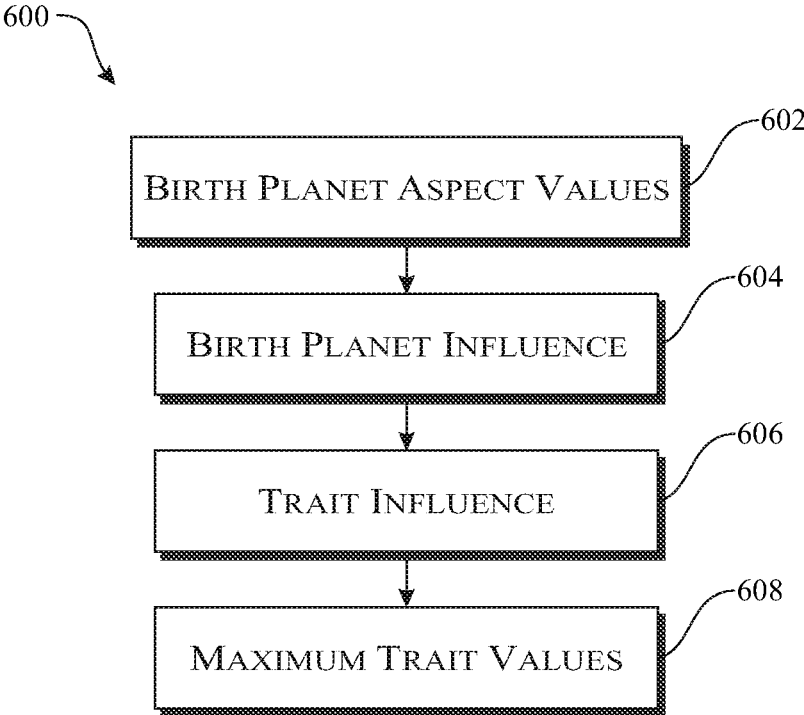 600
602
BIRTH PLANET ASPECT VALUES
604
BIRTH PLANET INFLUENCE
606
TRAIT INFLUENCE
608
MAXIMUM TRAIT VALUES